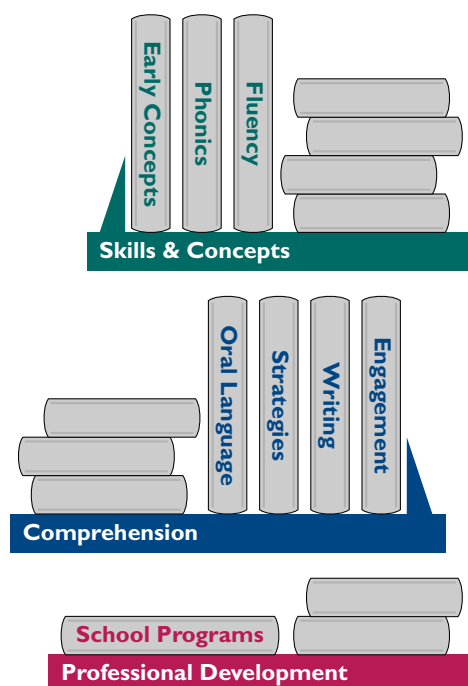 Early Concepts
Phonics
Fluency
Skills & Concepts
Oral Language
Strategies
Writing
Engagement
Comprehension
School Programs
Professional Development